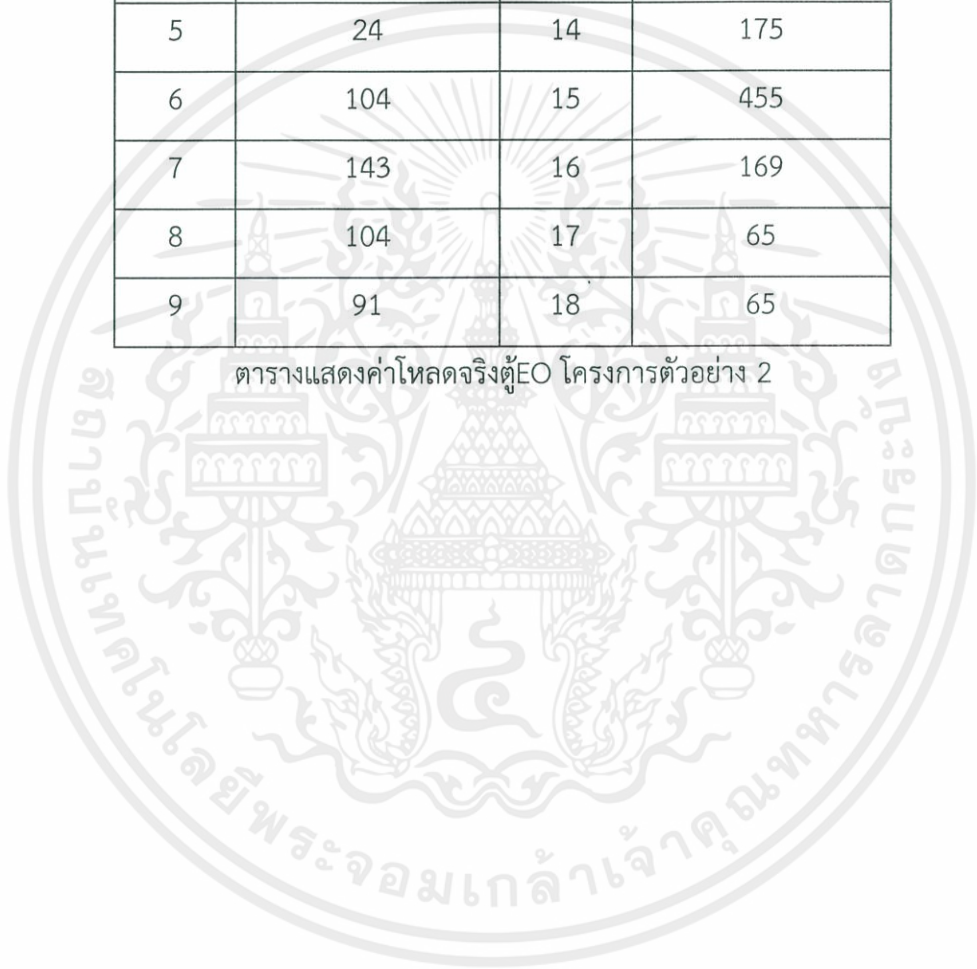 5 24 14 175
6 104 15 455
7 143 16 169
8 104 17 65
9 91 18 65
ตารางแสดงค่าโหลดจริงตู้EO โครงการตัวอย่าง 2
สถาบันเทคโนโลยีพระจอมเกล้าเจ้าคุณทหารลาดกระบัง